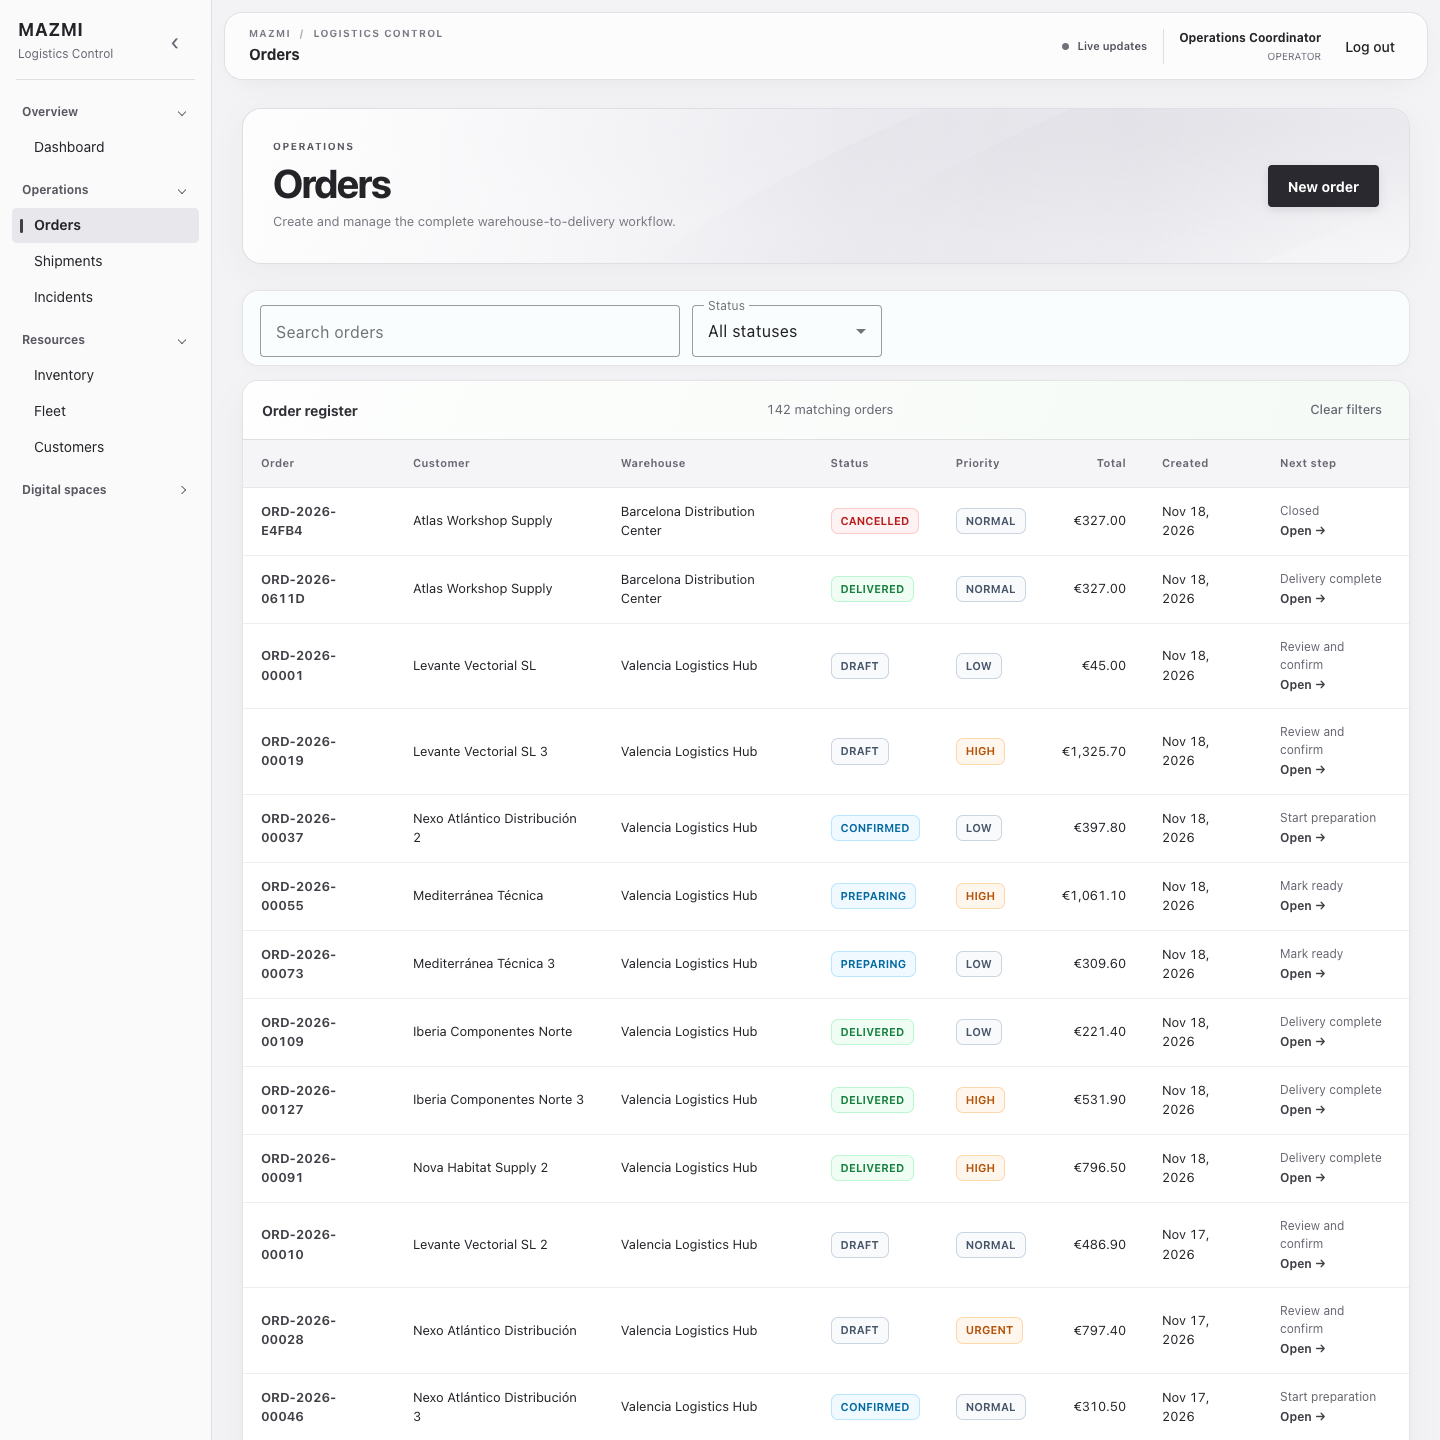 MAZMI
Logistics Control
Overview
Dashboard
Operations
Orders
Shipments
Incidents
Resources
Inventory
Fleet
Customers
Digital spaces
MAZMI / LOGISTICS CONTROL
Orders
Live updates
Operations Coordinator
OPERATOR
Log out
OPERATIONS
Orders
Create and manage the complete warehouse-to-delivery workflow.
New order
Search orders
Status
All statuses
Order register
142 matching orders
Clear filters
Order Customer Warehouse Status Priority Total Created Next step
ORD-2026-
E4FB4
Atlas Workshop Supply
Barcelona Distribution
Center
CANCELLED
NORMAL
€327.00
Nov 18,
2026
Closed
Open →
ORD-2026-
0611D
Atlas Workshop Supply
Barcelona Distribution
Center
DELIVERED
NORMAL
€327.00
Nov 18,
2026
Delivery complete
Open →
ORD-2026-
00001
Levante Vectorial SL
Valencia Logistics Hub
DRAFT
LOW
€45.00
Nov 18,
2026
Review and
confirm
Open →
ORD-2026-
00019
Levante Vectorial SL 3
Valencia Logistics Hub
DRAFT
HIGH
€1,325.70
Nov 18,
2026
Review and
confirm
Open →
ORD-2026-
00037
Nexo Atlántico Distribución
2
Valencia Logistics Hub
CONFIRMED
LOW
€397.80
Nov 18,
2026
Start preparation
Open →
ORD-2026-
00055
Mediterránea Técnica
Valencia Logistics Hub
PREPARING
HIGH
€1,061.10
Nov 18,
2026
Mark ready
Open →
ORD-2026-
00073
Mediterránea Técnica 3
Valencia Logistics Hub
PREPARING
LOW
€309.60
Nov 18,
2026
Mark ready
Open →
ORD-2026-
00109
Iberia Componentes Norte
Valencia Logistics Hub
DELIVERED
LOW
€221.40
Nov 18,
2026
Delivery complete
Open →
ORD-2026-
00127
Iberia Componentes Norte 3
Valencia Logistics Hub
DELIVERED
HIGH
€531.90
Nov 18,
2026
Delivery complete
Open →
ORD-2026-
00091
Nova Habitat Supply 2
Valencia Logistics Hub
DELIVERED
HIGH
€796.50
Nov 18,
2026
Delivery complete
Open →
ORD-2026-
00010
Levante Vectorial SL 2
Valencia Logistics Hub
DRAFT
NORMAL
€486.90
Nov 17,
2026
Review and
confirm
Open →
ORD-2026-
00028
Nexo Atlántico Distribución
Valencia Logistics Hub
DRAFT
URGENT
€797.40
Nov 17,
2026
Review and
confirm
Open →
ORD-2026-
00046
Nexo Atlántico Distribución
3
Valencia Logistics Hub
CONFIRMED
NORMAL
€310.50
Nov 17,
2026
Start preparation
Open →